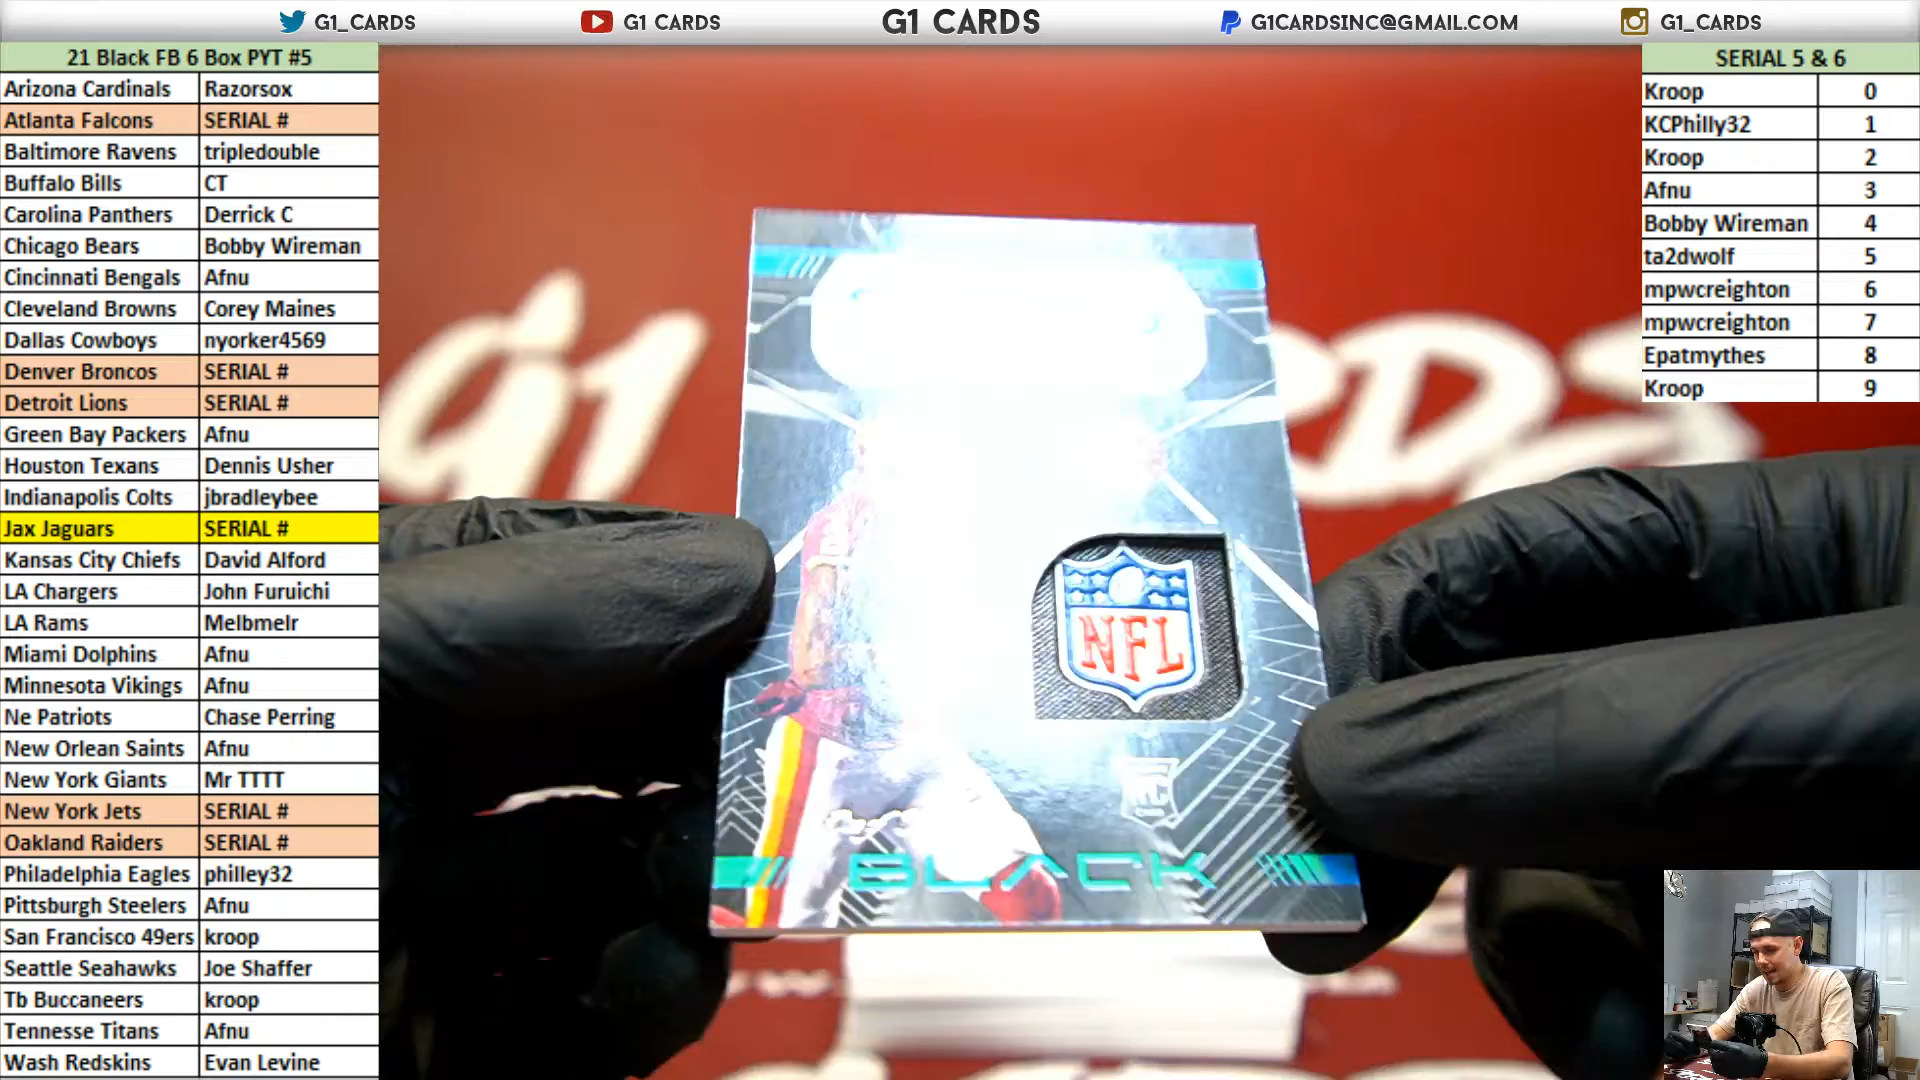 G1_CARDS
G1 CARDS
G1 CARDS
G1CARDSINC@GMAIL.COM
G1_CARDS
21 Black FB 6 Box PYT #5
Arizona Cardinals Razorsox
Atlanta Falcons SERIAL #
Baltimore Ravens tripledouble
Buffalo Bills CT
Carolina Panthers Derrick C
Chicago Bears Bobby Wireman
Cincinnati Bengals Afnu
Cleveland Browns Corey Maines
Dallas Cowboys nyorker4569
Denver Broncos SERIAL #
Detroit Lions SERIAL #
Green Bay Packers Afnu
Houston Texans Dennis Usher
Indianapolis Colts jbradleybee
Jax Jaguars SERIAL #
Kansas City Chiefs David Alford
LA Chargers John Furuichi
LA Rams Melbmelr
Miami Dolphins Afnu
Minnesota Vikings Afnu
Ne Patriots Chase Perring
New Orlean Saints Afnu
New York Giants Mr TTTT
New York Jets SERIAL #
Oakland Raiders SERIAL #
Philadelphia Eagles philley32
Pittsburgh Steelers Afnu
San Francisco 49ers kroop
Seattle Seahawks Joe Shaffer
Tb Buccaneers kroop
Tennesse Titans Afnu
Wash Redskins Evan Levine
SERIAL 5 & 6
Kroop 0
KCPhilly32 1
Kroop 2
Afnu 3
Bobby Wireman 4
ta2dwolf 5
mpwcreighton 6
mpwcreighton 7
Epatmythes 8
Kroop 9
G1
NFL
RC
BLACK